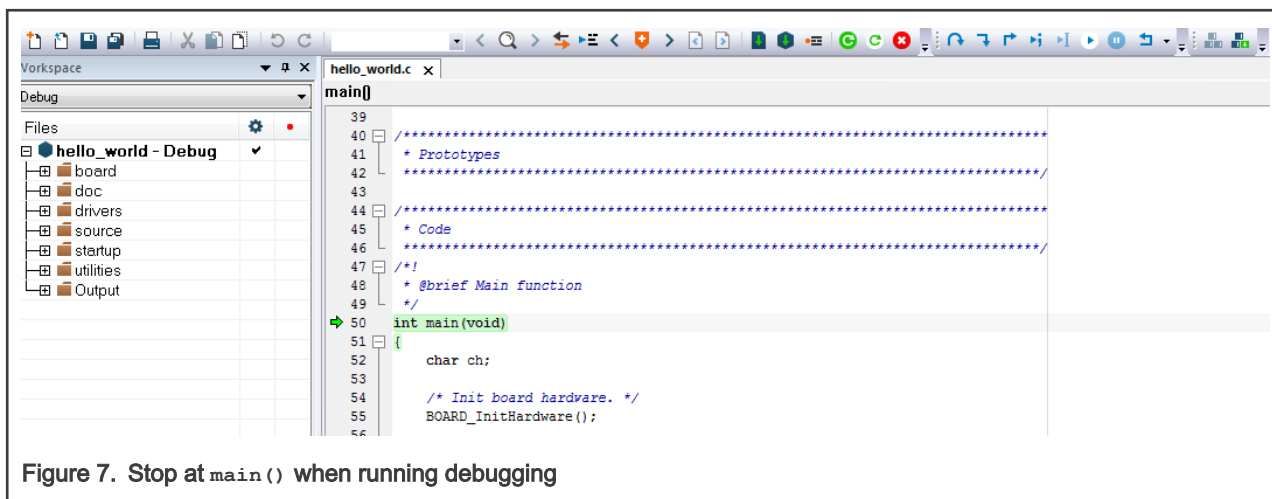 Workspace
hello_world.c
Debug
main()
Files
hello_world - Debug
board
doc
drivers
source
startup
utilities
Output
39
40 /*******************************************************************************
41 * Prototypes
42 ******************************************************************************/
43
44 /*******************************************************************************
45 * Code
46 ******************************************************************************/
47 /*!
48 * @brief Main function
49 */
50 int main(void)
51 {
52 char ch;
53
54 /* Init board hardware. */
55 BOARD_InitHardware();
56
Figure 7. Stop at main() when running debugging